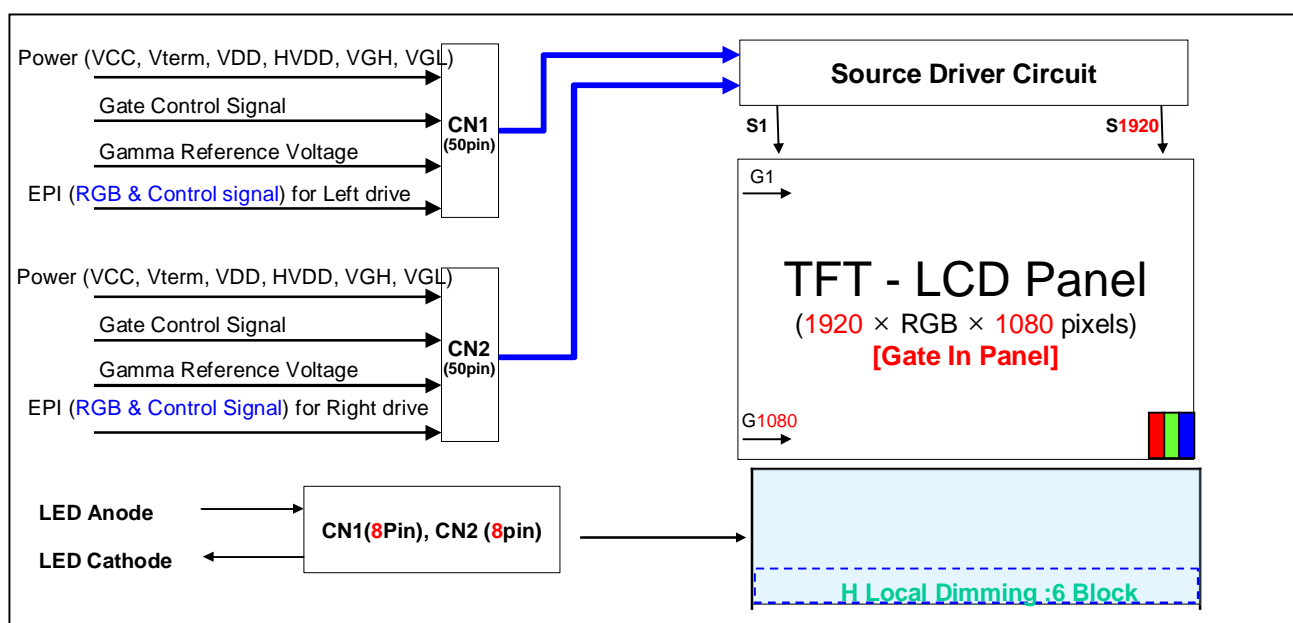 Power (VCC, Vterm, VDD, HVDD, VGH, VGL)
Gate Control Signal
Gamma Reference Voltage
EPI (RGB & Control signal) for Left drive
CN1
(50pin)
Source Driver Circuit
S1
S1920
G1
TFT - LCD Panel
(1920 × RGB × 1080 pixels)
[Gate In Panel]
G1080
Power (VCC, Vterm, VDD, HVDD, VGH, VGL)
Gate Control Signal
Gamma Reference Voltage
EPI (RGB & Control Signal) for Right drive
CN2
(50pin)
LED Anode
LED Cathode
CN1(8Pin), CN2 (8pin)
H Local Dimming :6 Block